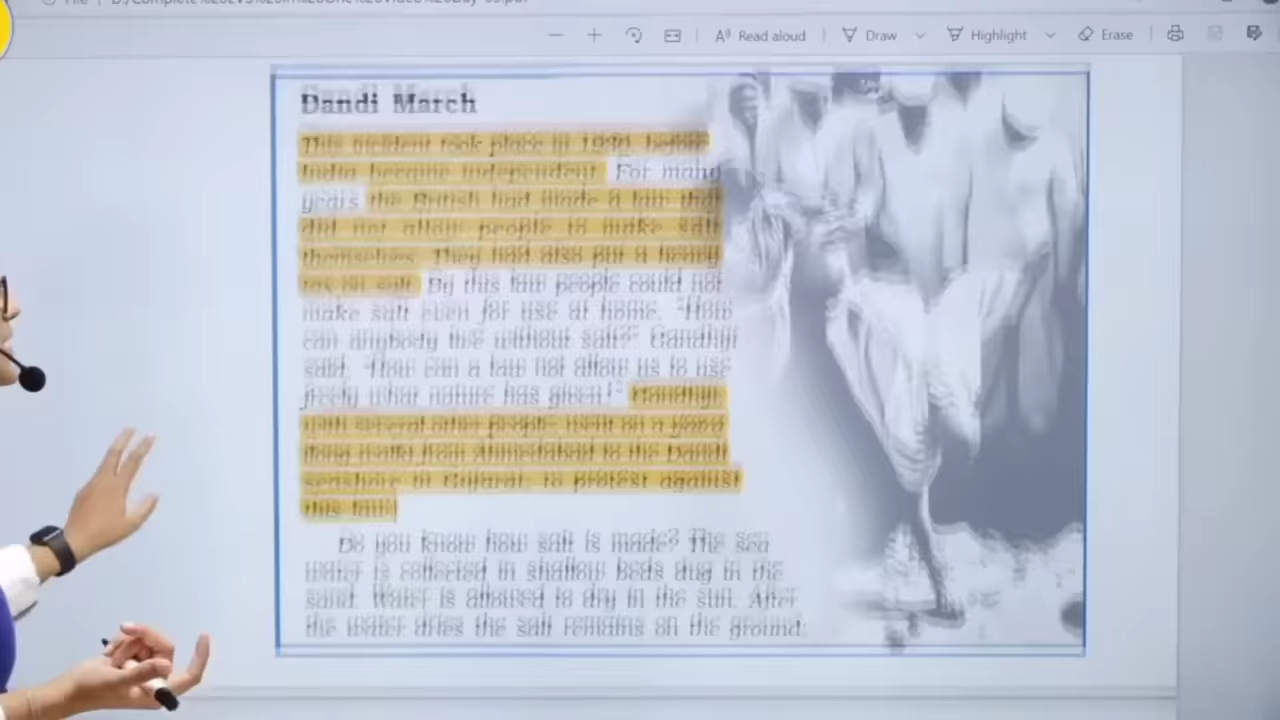 Read aloud
Draw
Highlight
Erase
Dandi March
This incident took place in 1930, before
India became independent. For many
years the British had made a law that
did not allow people to make salt
themselves. They had also put a heavy
tax on salt. By this law people could not
make salt even for use at home. "How
can anybody live without salt?" Gandhiji
said. "How can a law not allow us to use
freely what nature has given!" Gandhiji,
with several other people went on a yatra
(long walk) from Ahmedabad to the Dandi
seashore in Gujarat, to protest against
this law.
Do you know how salt is made? The sea
water is collected in shallow beds dug in the
sand. Water is allowed to dry in the sun. After
the water dries the salt remains on the ground.